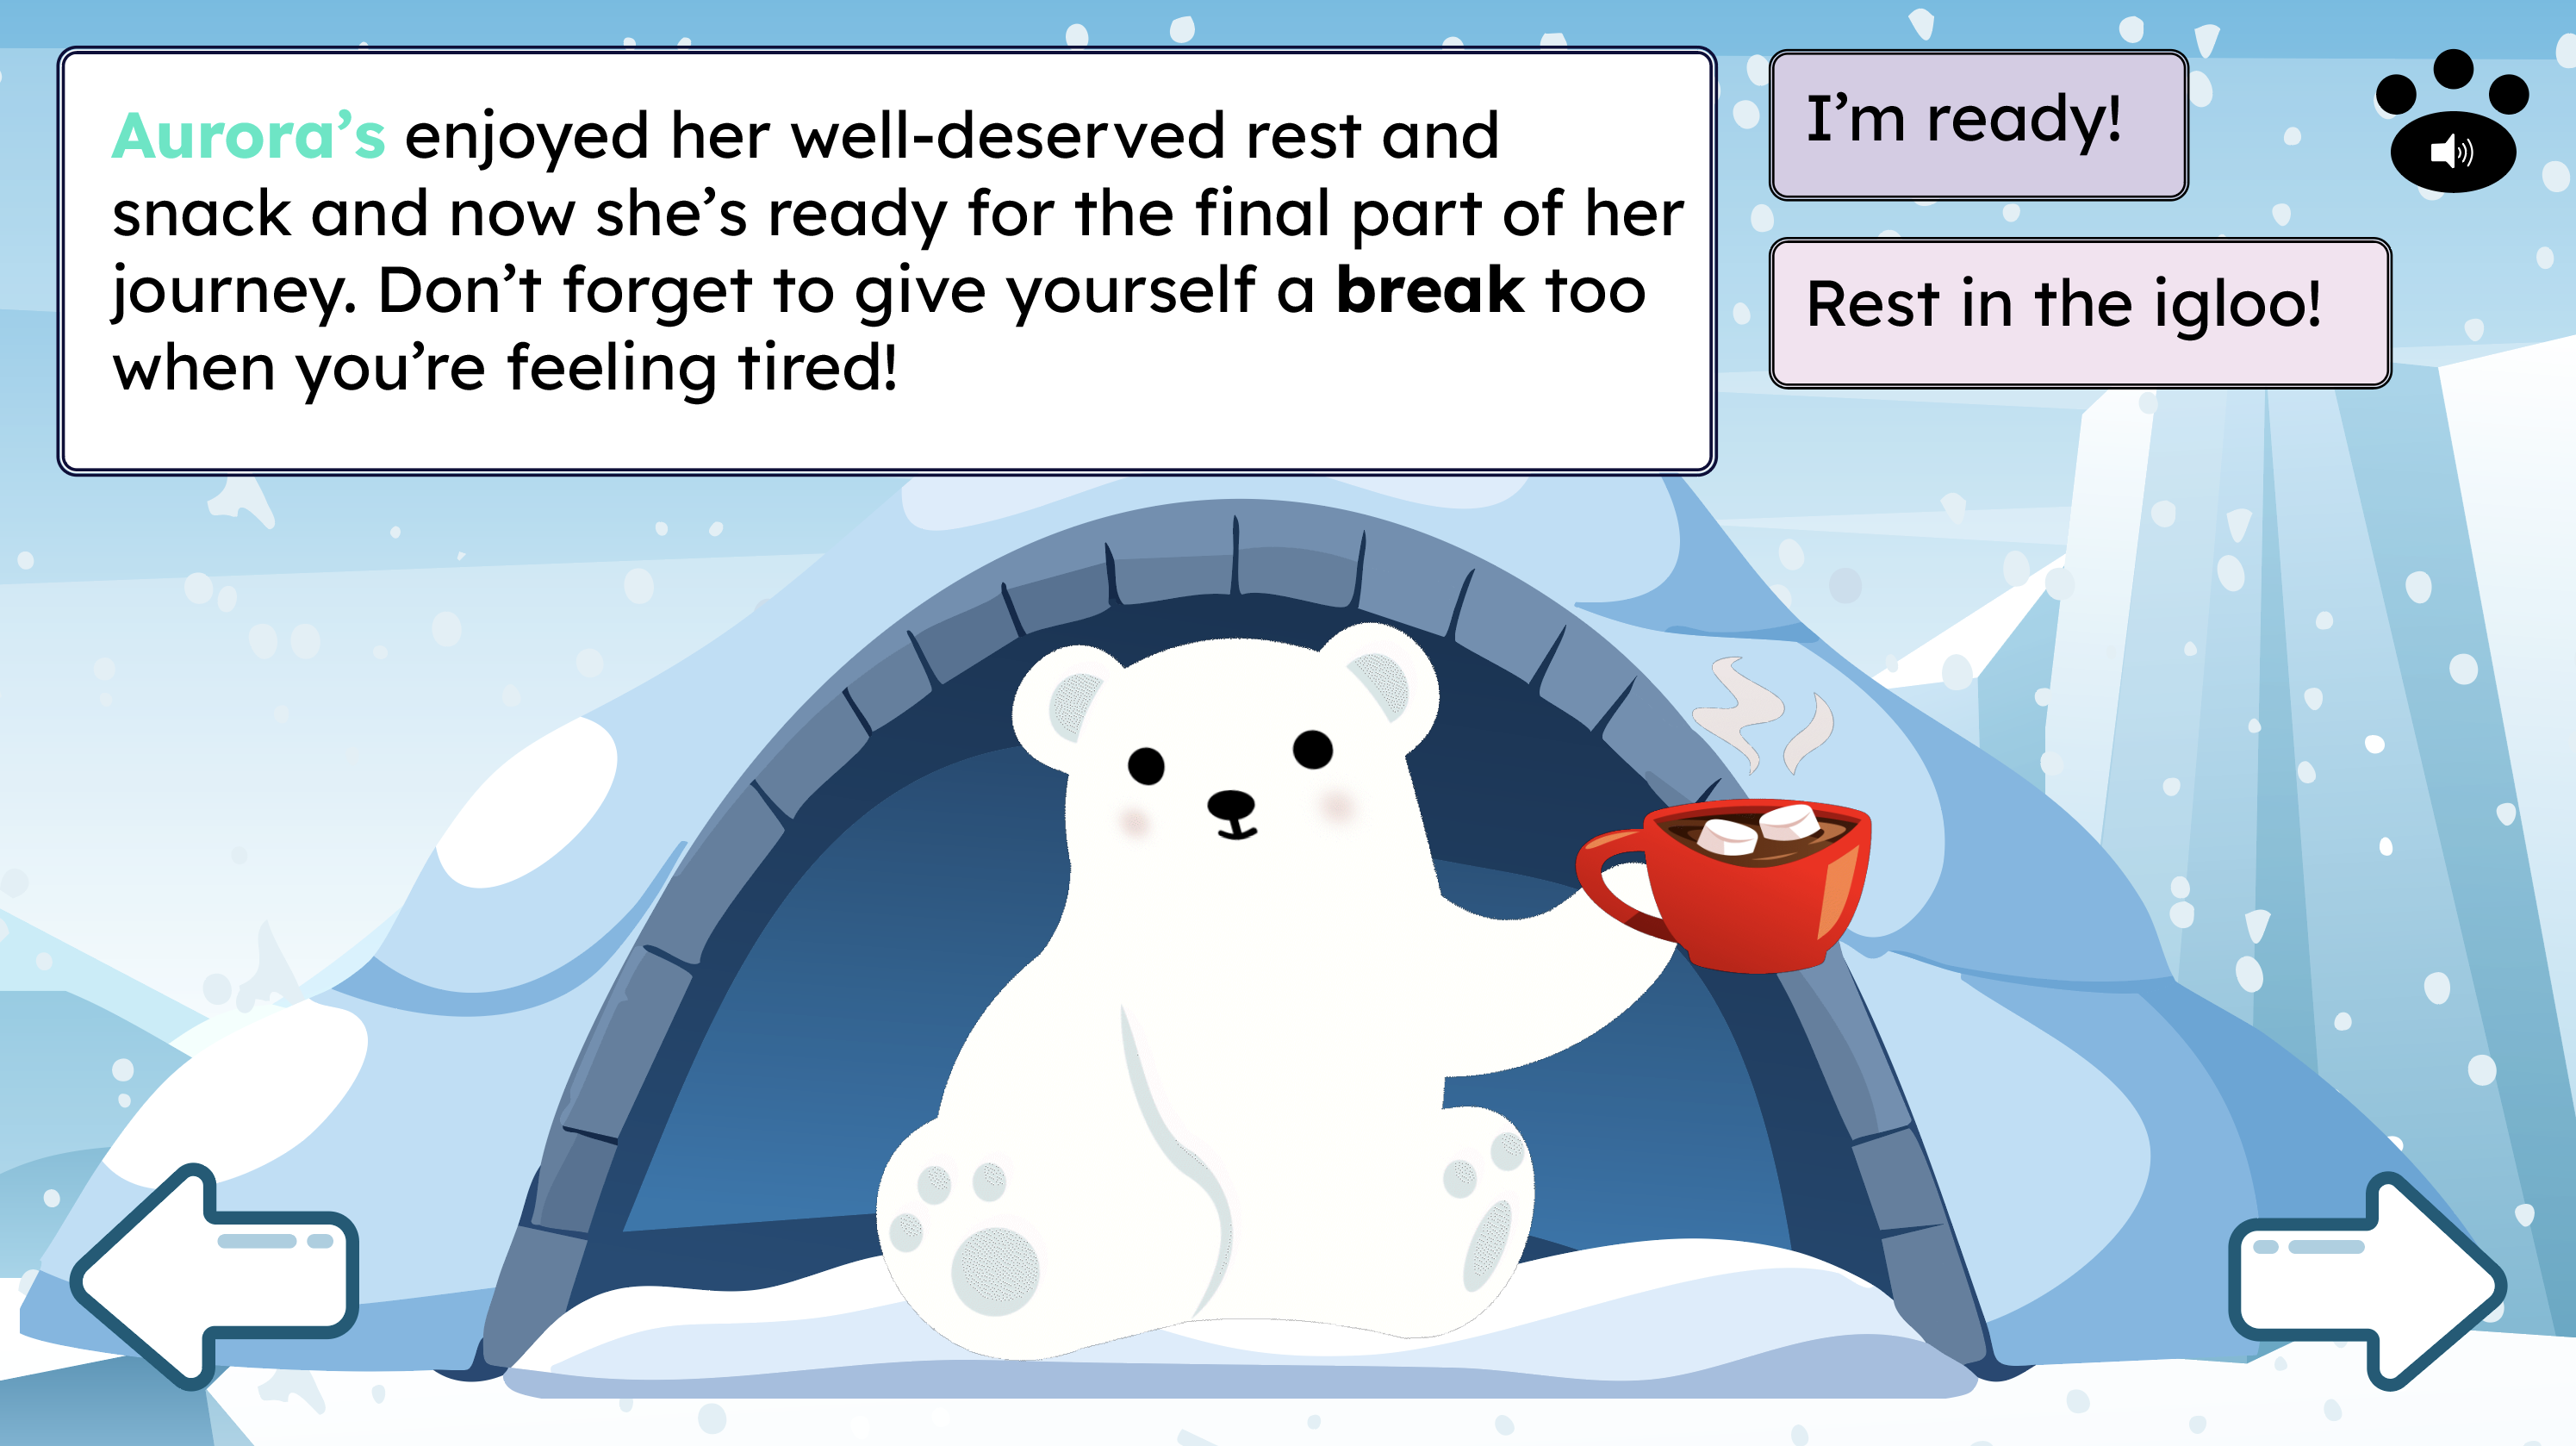 Aurora’s enjoyed her well-deserved rest and
snack and now she’s ready for the final part of her
journey. Don’t forget to give yourself a break too
when you’re feeling tired!
I’m ready!
Rest in the igloo!